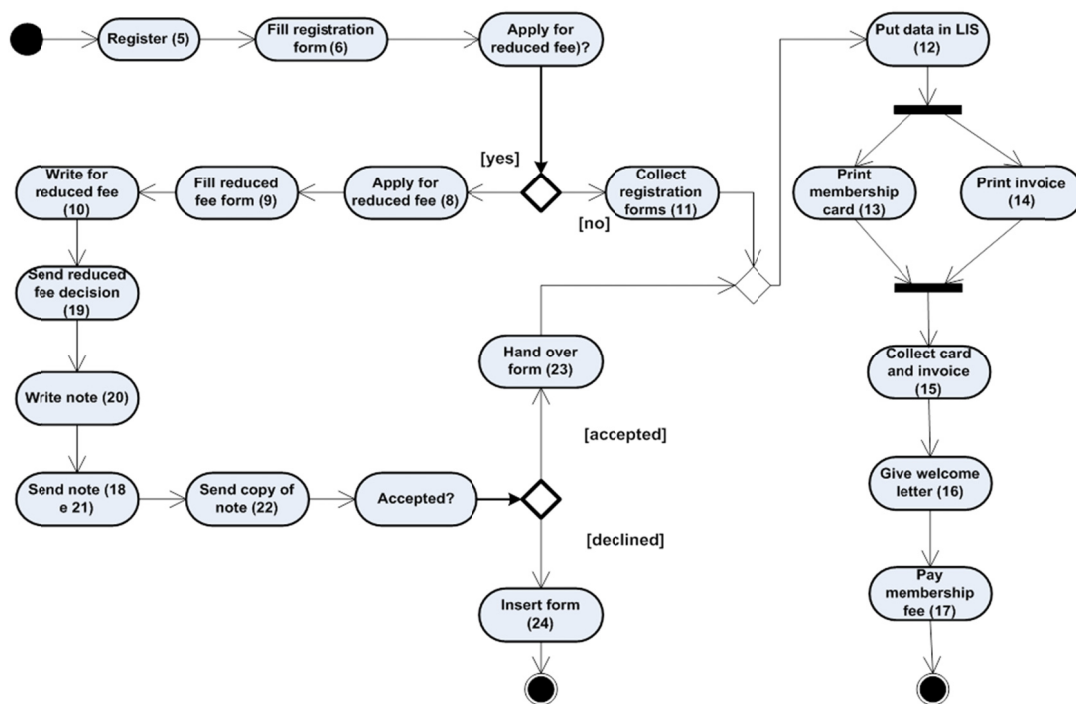 Register (5)
Fill registration
form (6)
Apply for
reduced fee)?
Put data in LIS
(12)
[yes]
Write for
reduced fee
(10)
Fill reduced
fee form (9)
Apply for
reduced fee (8)
Collect
registration
forms (11)
[no]
Print
membership
card (13)
Print invoice
(14)
Send reduced
fee decision
(19)
Hand over
form (23)
Collect card
and invoice
(15)
Write note (20)
[accepted]
Send note (18
e 21)
Send copy of
note (22)
Accepted?
Give welcome
letter (16)
[declined]
Insert form
(24)
Pay
membership
fee (17)